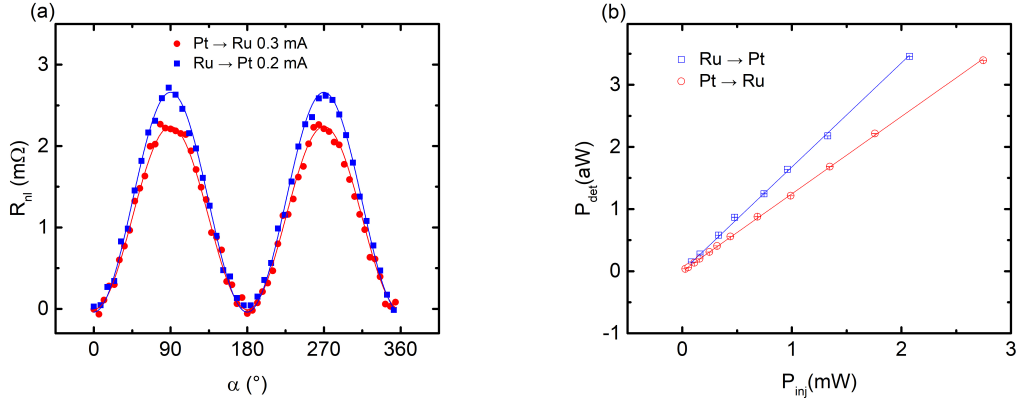 (a)
Pt → Ru 0.3 mA
Ru → Pt 0.2 mA
3
2
1
0
R_nl (mΩ)
0 90 180 270 360
α (°)
(b)
Ru → Pt
Pt → Ru
4
3
2
1
0
-1
P_det(aW)
0 1 2 3
P_inj(mW)